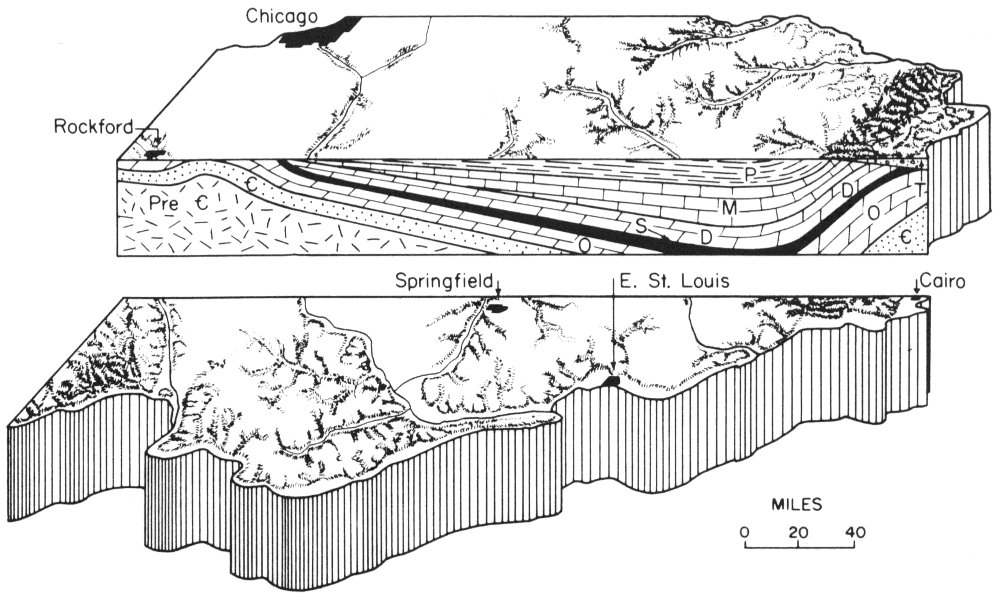 Chicago
Rockford
P
Є
D
T
Pre Є
M
O
S
D
Є
O
Springfield
E. St. Louis
Cairo
MILES
0 20 40